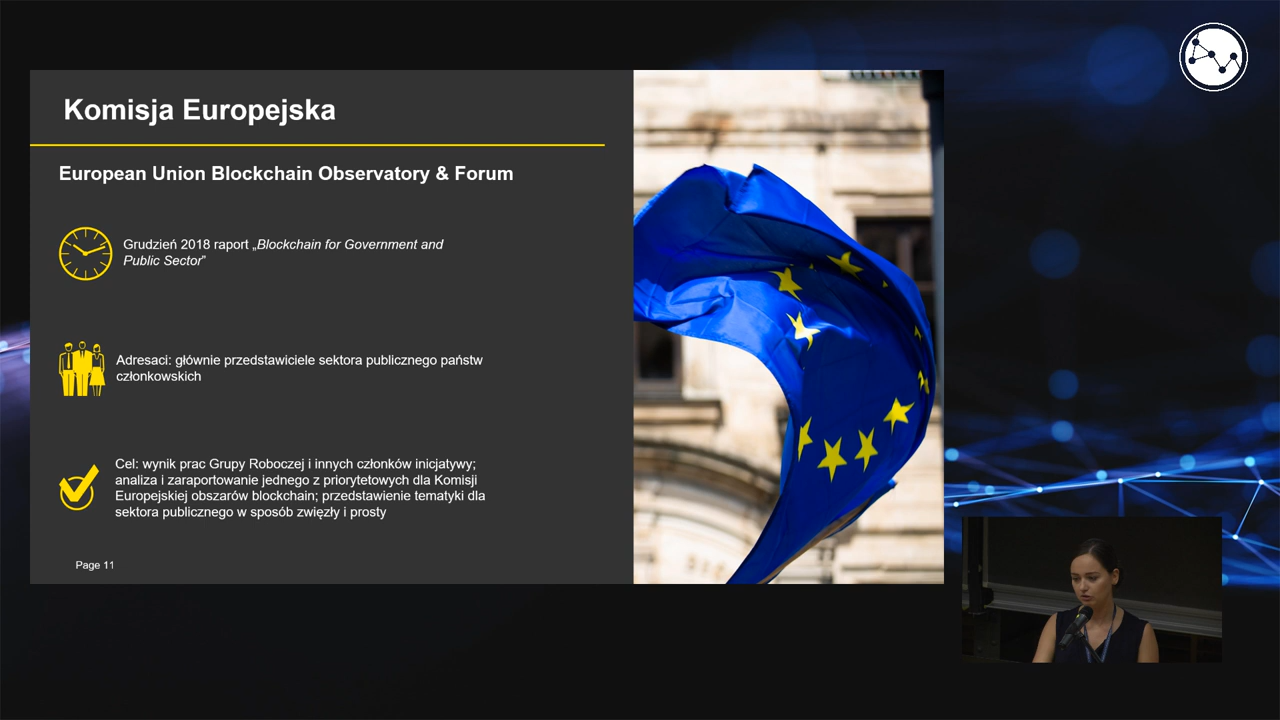 Komisja Europejska
European Union Blockchain Observatory & Forum
Grudzień 2018 raport „Blockchain for Government and
Public Sector”
Adresaci: głównie przedstawiciele sektora publicznego państw
członkowskich
Cel: wynik prac Grupy Roboczej i innych członków inicjatywy;
analiza i zaraportowanie jednego z priorytetowych dla Komisji
Europejskiej obszarów blockchain; przedstawienie tematyki dla
sektora publicznego w sposób zwięzły i prosty
Page 11